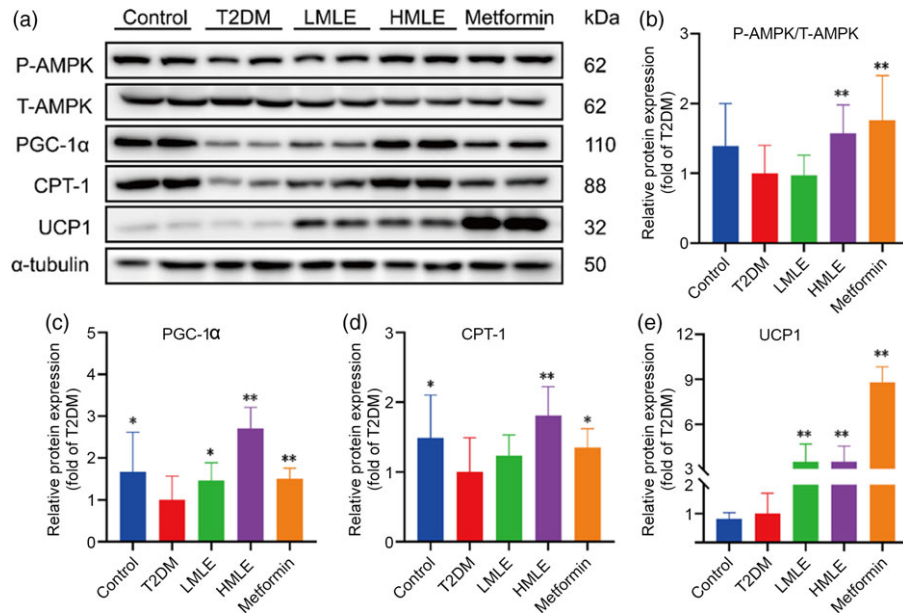 (a)
Control T2DM LMLE HMLE Metformin kDa
P-AMPK 62
T-AMPK 62
PGC-1α 110
CPT-1 88
UCP1 32
α-tubulin 50
(b)
P-AMPK/T-AMPK
Relative protein expression
(fold of T2DM)
3
2
1
0
**
**
Control
T2DM
LMLE
HMLE
Metformin
(c)
PGC-1α
Relative protein expression
(fold of T2DM)
5
4
3
2
1
0
*
*
**
**
Control
T2DM
LMLE
HMLE
Metformin
(d)
CPT-1
Relative protein expression
(fold of T2DM)
3
2
1
0
*
**
*
Control
T2DM
LMLE
HMLE
Metformin
(e)
UCP1
Relative protein expression
(fold of T2DM)
12
9
6
3
2
1
0
**
**
**
Control
T2DM
LMLE
HMLE
Metformin